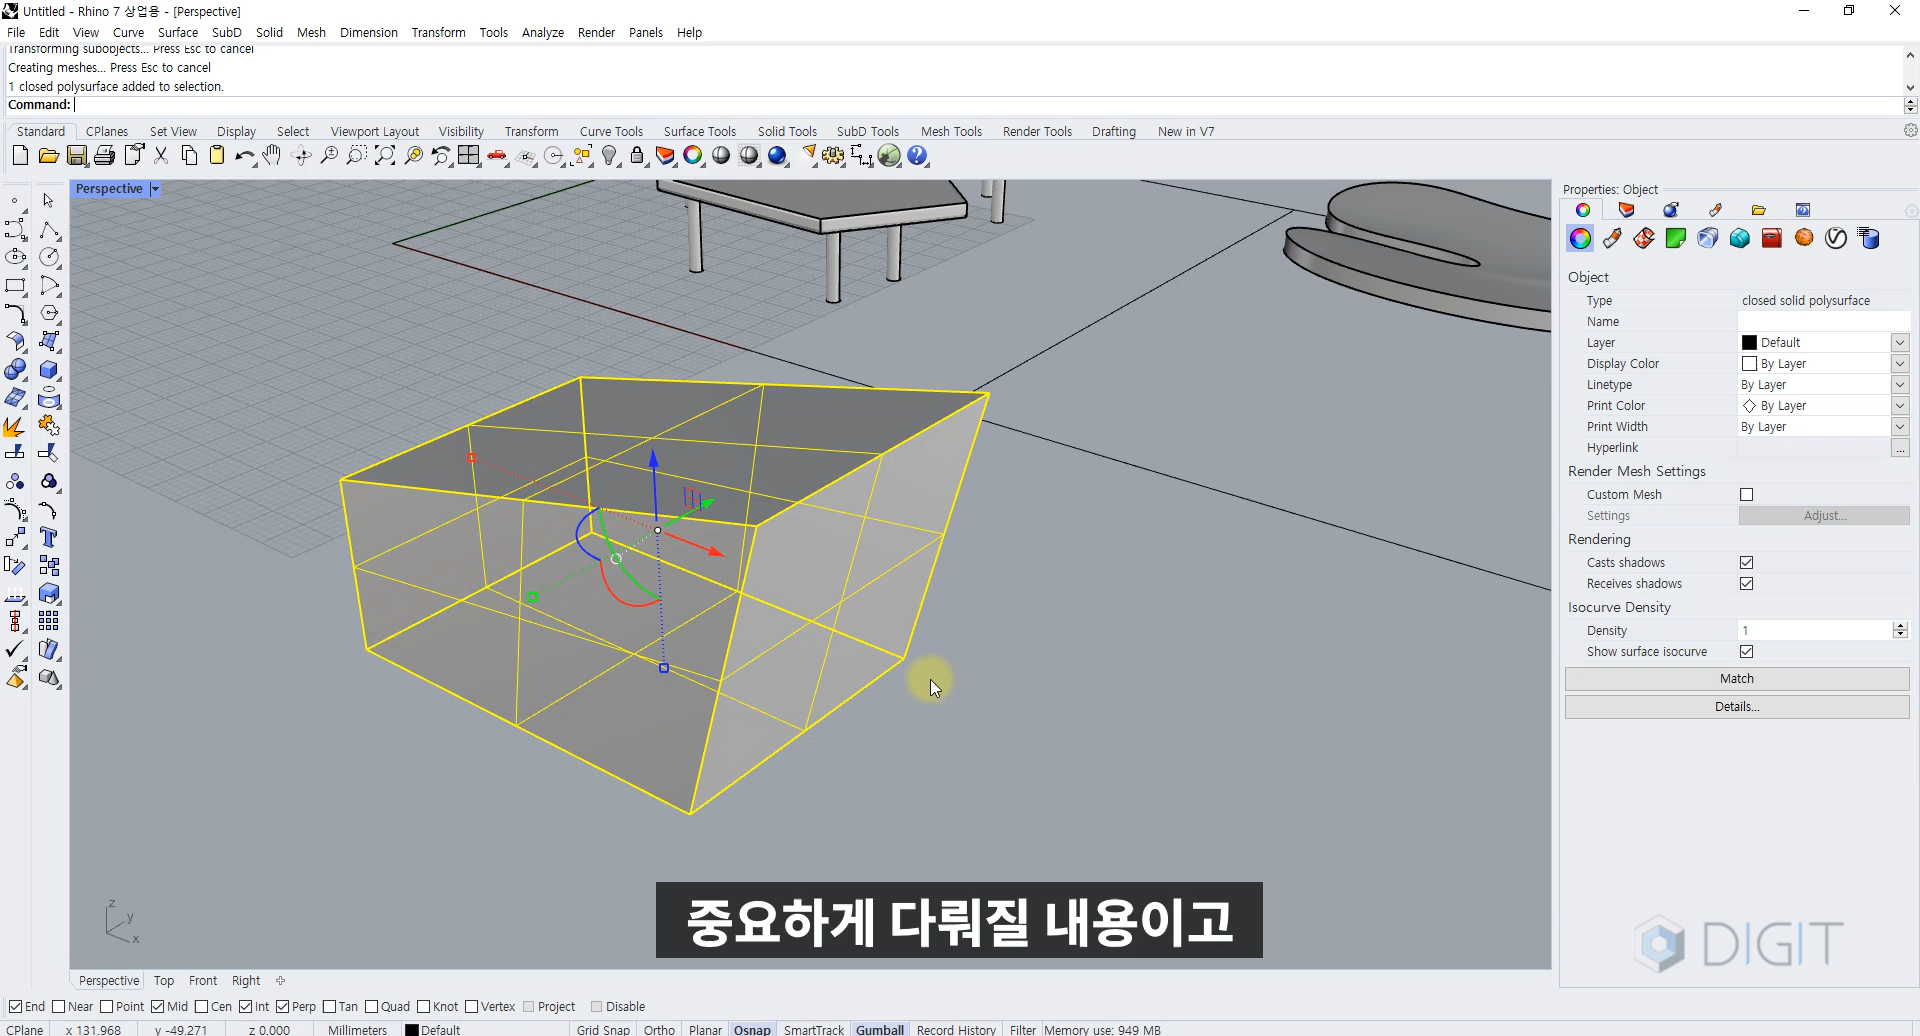 Untitled - Rhino 7 상업용 - [Perspective]
File Edit View Curve Surface SubD Solid Mesh Dimension Transform Tools Analyze Render Panels Help
Transforming subobjects... Press Esc to cancel
Creating meshes... Press Esc to cancel
1 closed polysurface added to selection.
Command:
Standard CPlanes Set View Display Select Viewport Layout Visibility Transform Curve Tools Surface Tools Solid Tools SubD Tools Mesh Tools Render Tools Drafting New in V7
Perspective
Properties: Object
Object
Type closed solid polysurface
Name
Layer Default
Display Color By Layer
Linetype By Layer
Print Color By Layer
Print Width By Layer
Hyperlink ...
Render Mesh Settings
Custom Mesh
Settings Adjust...
Rendering
Casts shadows
Receives shadows
Isocurve Density
Density 1
Show surface isocurve
Match
Details...
z
y
x
중요하게 다뤄질 내용이고
DIGIT
Perspective Top Front Right
End Near Point Mid Cen Int Perp Tan Quad Knot Vertex Project Disable
CPlane x 131.968 y -49.271 z 0.000 Millimeters Default Grid Snap Ortho Planar Osnap SmartTrack Gumball Record History Filter Memory use: 949 MB